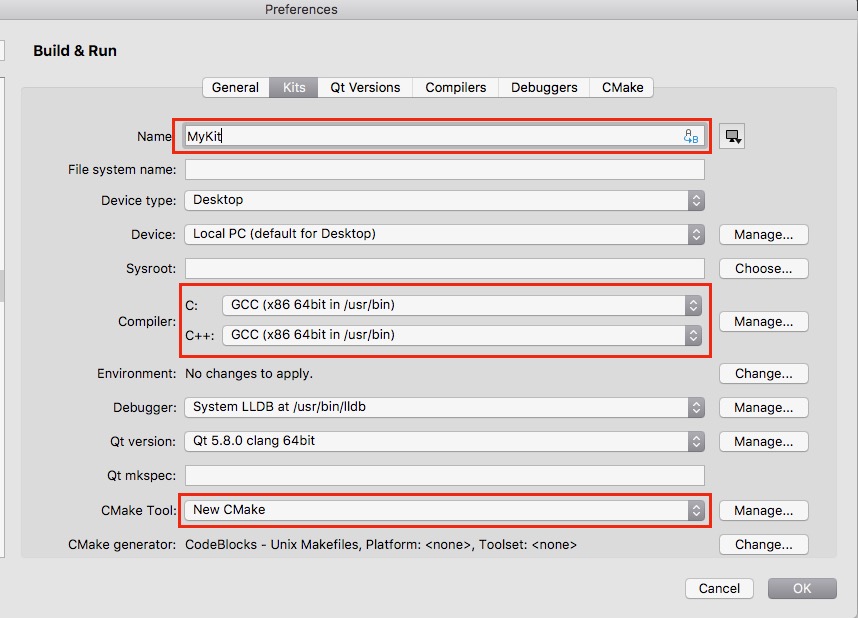 Preferences
Build & Run
General Kits Qt Versions Compilers Debuggers CMake
Name MyKit
File system name:
Device type: Desktop
Device: Local PC (default for Desktop) Manage...
Sysroot: Choose...
C: GCC (x86 64bit in /usr/bin)
Compiler: Manage...
C++: GCC (x86 64bit in /usr/bin)
Environment: No changes to apply. Change...
Debugger: System LLDB at /usr/bin/lldb Manage...
Qt version: Qt 5.8.0 clang 64bit Manage...
Qt mkspec:
CMake Tool: New CMake Manage...
CMake generator: CodeBlocks - Unix Makefiles, Platform: <none>, Toolset: <none> Change...
Cancel OK